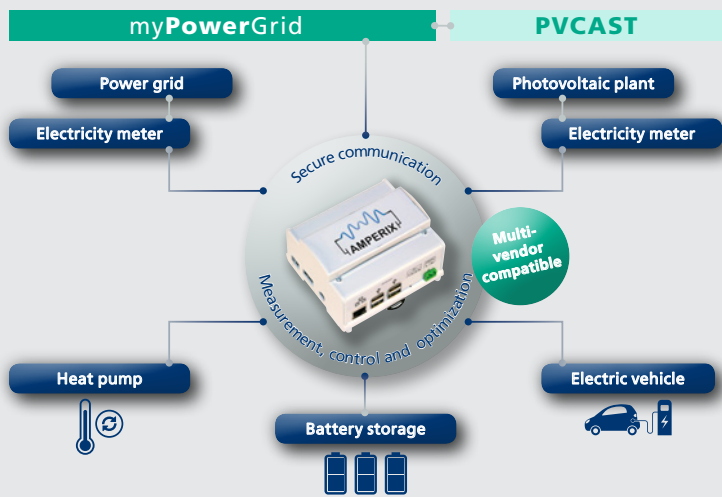 myPowerGrid
PVCAST
Power grid
Photovoltaic plant
Electricity meter
Electricity meter
Secure communication
AMPERIX
Multi-
vendor
compatible
Measurement, control and optimization
Heat pump
Electric vehicle
Battery storage